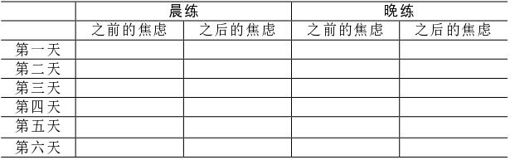 晨练 晚练
之前的焦虑 之后的焦虑 之前的焦虑 之后的焦虑
第一天
第二天
第三天
第四天
第五天
第六天